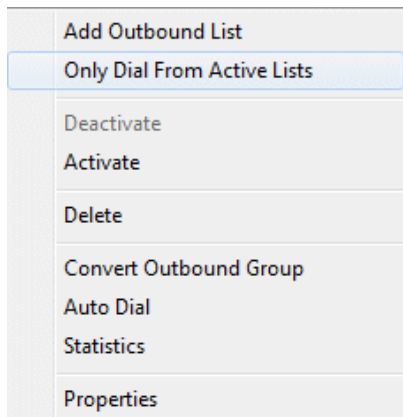 Add Outbound List
Only Dial From Active Lists
Deactivate
Activate
Delete
Convert Outbound Group
Auto Dial
Statistics
Properties